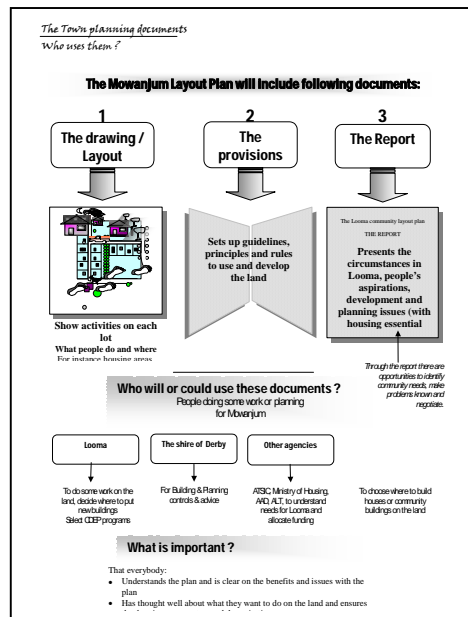 The Town planning documents
Who uses them ?
The Mowanjum Layout Plan will include following documents:
1
The drawing /
Layout
2
The
provisions
3
The Report
Show activities on each
lot
What people do and where
For instance housing areas
Sets up guidelines,
principles and rules
to use and develop
the land
The Looma community layout plan
THE REPORT
Presents the
circumstances in
Looma, people's
aspirations,
development and
planning issues (with
housing essential
Through the report there are
opportunities to identify
community needs, make
problems known and
negotiate.
Who will or could use these documents ?
People doing some work or planning
for Mowanjum
Looma
The shire of Derby
Other agencies
To do some work on the
land, decide where to put
new buildings
Select CDEP programs
For Building & Planning
controls & advice
ATSIC, Ministry of Housing,
AAD, ALT, to understand
needs for Looma and
allocate funding
To choose where to build
houses or community
buildings on the land
What is important ?
That everybody:
• Understands the plan and is clear on the benefits and issues with the
plan
• Has thought well about what they want to do on the land and ensures